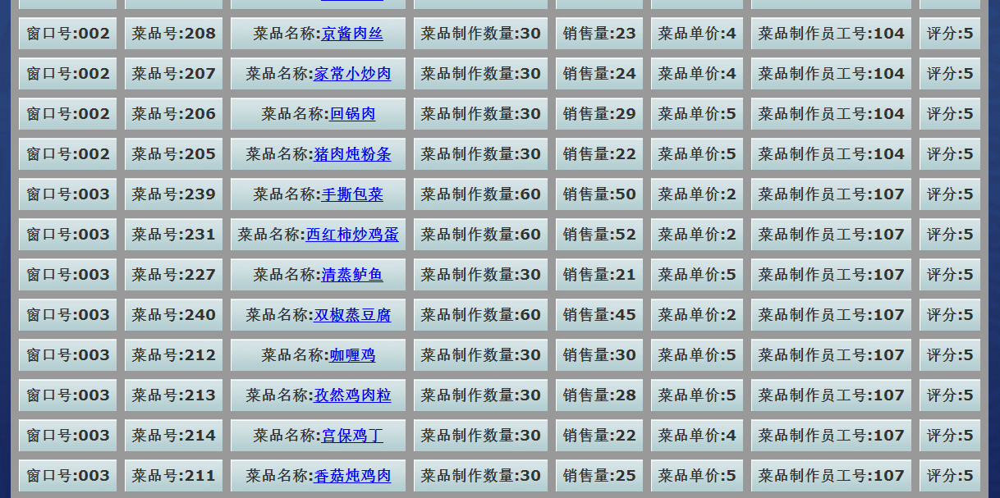 窗口号:002 菜品号:208 菜品名称:京酱肉丝 菜品制作数量:30 销售量:23 菜品单价:4 菜品制作员工号:104 评分:5
窗口号:002 菜品号:207 菜品名称:家常小炒肉 菜品制作数量:30 销售量:24 菜品单价:4 菜品制作员工号:104 评分:5
窗口号:002 菜品号:206 菜品名称:回锅肉 菜品制作数量:30 销售量:29 菜品单价:5 菜品制作员工号:104 评分:5
窗口号:002 菜品号:205 菜品名称:猪肉炖粉条 菜品制作数量:30 销售量:22 菜品单价:5 菜品制作员工号:104 评分:5
窗口号:003 菜品号:239 菜品名称:手撕包菜 菜品制作数量:60 销售量:50 菜品单价:2 菜品制作员工号:107 评分:5
窗口号:003 菜品号:231 菜品名称:西红柿炒鸡蛋 菜品制作数量:60 销售量:52 菜品单价:2 菜品制作员工号:107 评分:5
窗口号:003 菜品号:227 菜品名称:清蒸鲈鱼 菜品制作数量:30 销售量:21 菜品单价:5 菜品制作员工号:107 评分:5
窗口号:003 菜品号:240 菜品名称:双椒蒸豆腐 菜品制作数量:60 销售量:45 菜品单价:2 菜品制作员工号:107 评分:5
窗口号:003 菜品号:212 菜品名称:咖喱鸡 菜品制作数量:30 销售量:30 菜品单价:5 菜品制作员工号:107 评分:5
窗口号:003 菜品号:213 菜品名称:孜然鸡肉粒 菜品制作数量:30 销售量:28 菜品单价:5 菜品制作员工号:107 评分:5
窗口号:003 菜品号:214 菜品名称:宫保鸡丁 菜品制作数量:30 销售量:22 菜品单价:4 菜品制作员工号:107 评分:5
窗口号:003 菜品号:211 菜品名称:香菇炖鸡肉 菜品制作数量:30 销售量:25 菜品单价:5 菜品制作员工号:107 评分:5